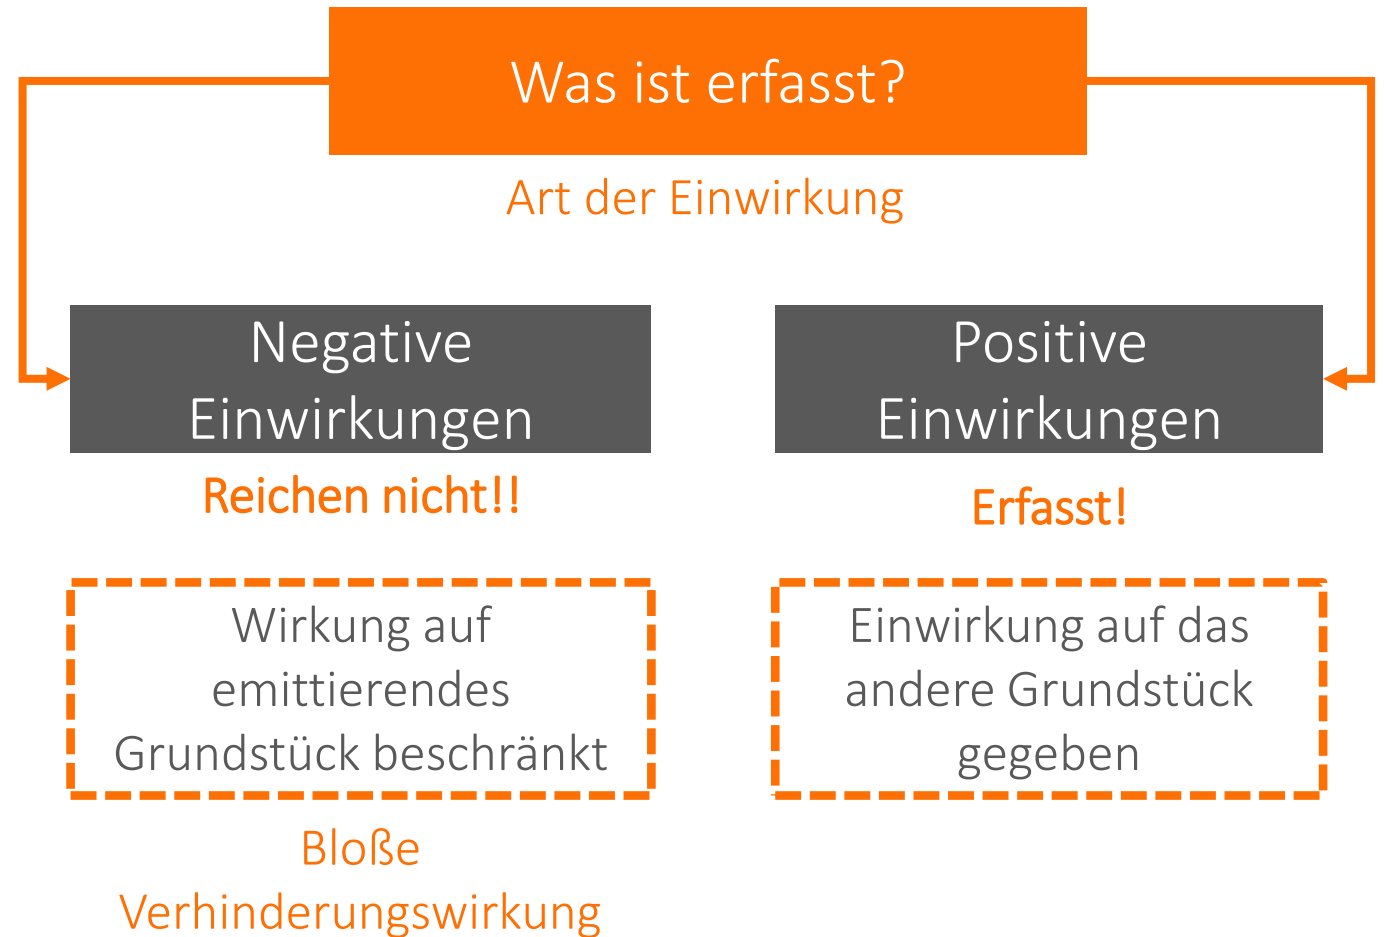 Was ist erfasst?
Art der Einwirkung
Negative
Einwirkungen
Reichen nicht!!
Wirkung auf
emittierendes
Grundstück beschränkt
Bloße
Verhinderungswirkung
Positive
Einwirkungen
Erfasst!
Einwirkung auf das
andere Grundstück
gegeben